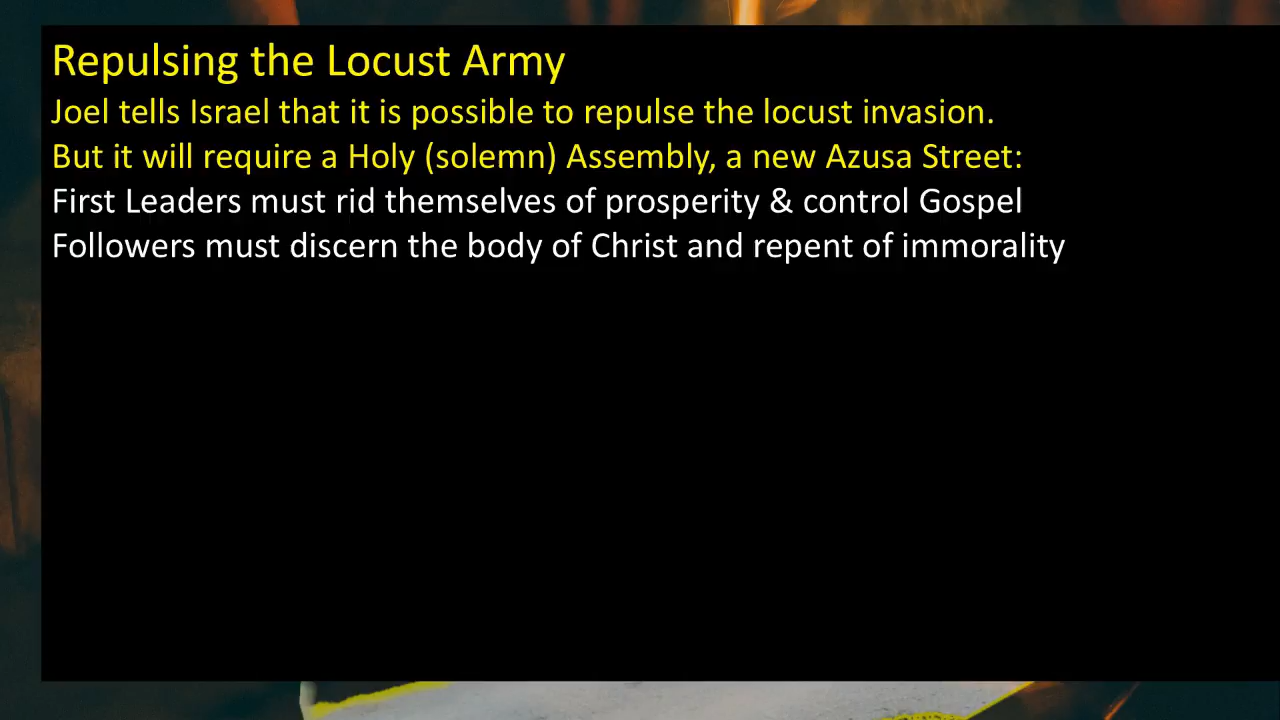 Repulsing the Locust Army
Joel tells Israel that it is possible to repulse the locust invasion.
But it will require a Holy (solemn) Assembly, a new Azusa Street:
First Leaders must rid themselves of prosperity & control Gospel
Followers must discern the body of Christ and repent of immorality